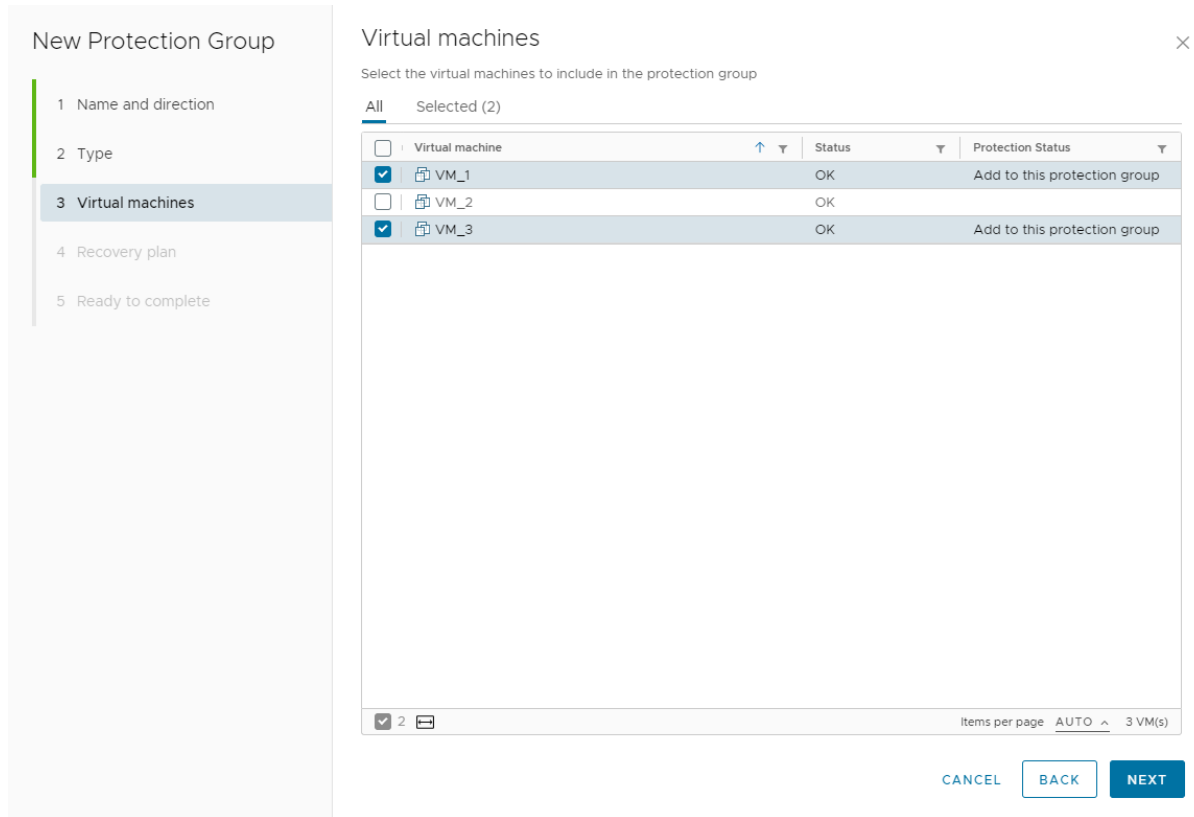 New Protection Group
1 Name and direction
2 Type
3 Virtual machines
4 Recovery plan
5 Ready to complete
Virtual machines
Select the virtual machines to include in the protection group
All Selected (2)
Virtual machine Status Protection Status
VM_1 OK Add to this protection group
VM_2 OK
VM_3 OK Add to this protection group
2 Items per page AUTO 3 VM(s)
CANCEL BACK NEXT